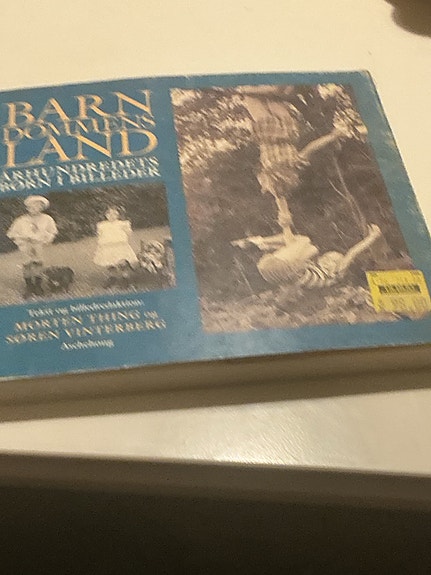 BARN
DOMMENS
LAND
ÅRHUNDREDETS
BØRN I BILLEDER
Tekst og billedredaktion:
MORTEN THING og
SØREN VINTERBERG
Aschehoug